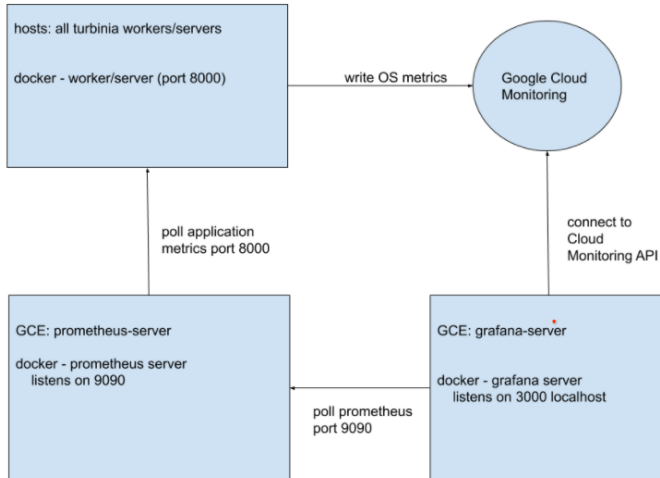 hosts: all turbinia workers/servers
docker - worker/server (port 8000)
write OS metrics
Google Cloud
Monitoring
poll application
metrics port 8000
connect to
Cloud
Monitoring API
GCE: prometheus-server
docker - prometheus server
listens on 9090
poll prometheus
port 9090
GCE: grafana-server
docker - grafana server
listens on 3000 localhost